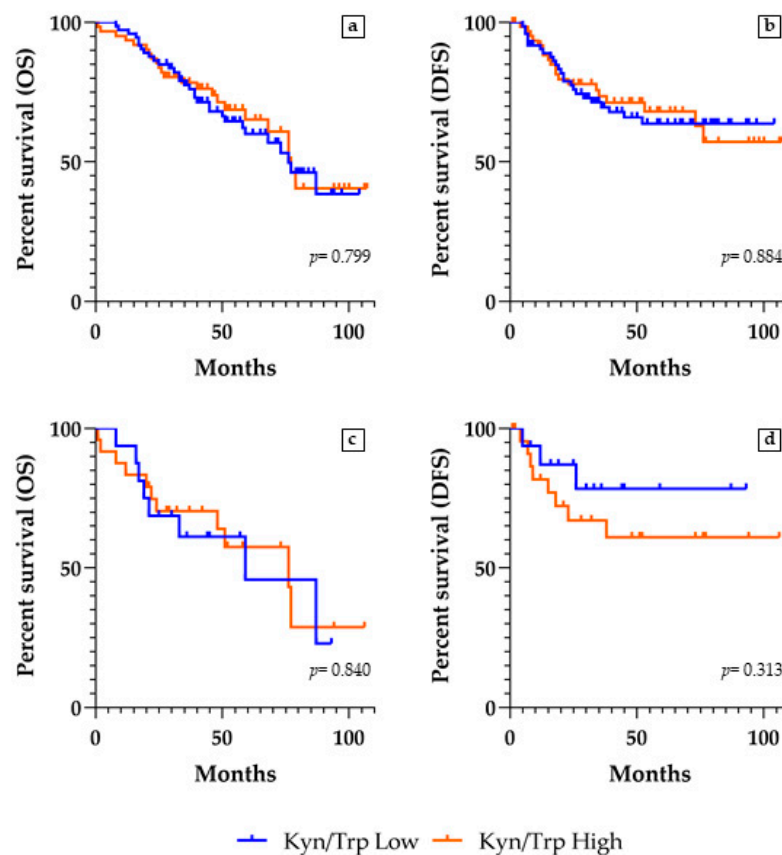 a
Percent survival (OS)
100
50
0
0 50 100
Months
p= 0.799
b
Percent survival (DFS)
100
50
0
0 50 100
Months
p= 0.884
c
Percent survival (OS)
100
50
0
0 50 100
Months
p= 0.840
d
Percent survival (DFS)
100
50
0
0 50 100
Months
p= 0.313
Kyn/Trp Low Kyn/Trp High